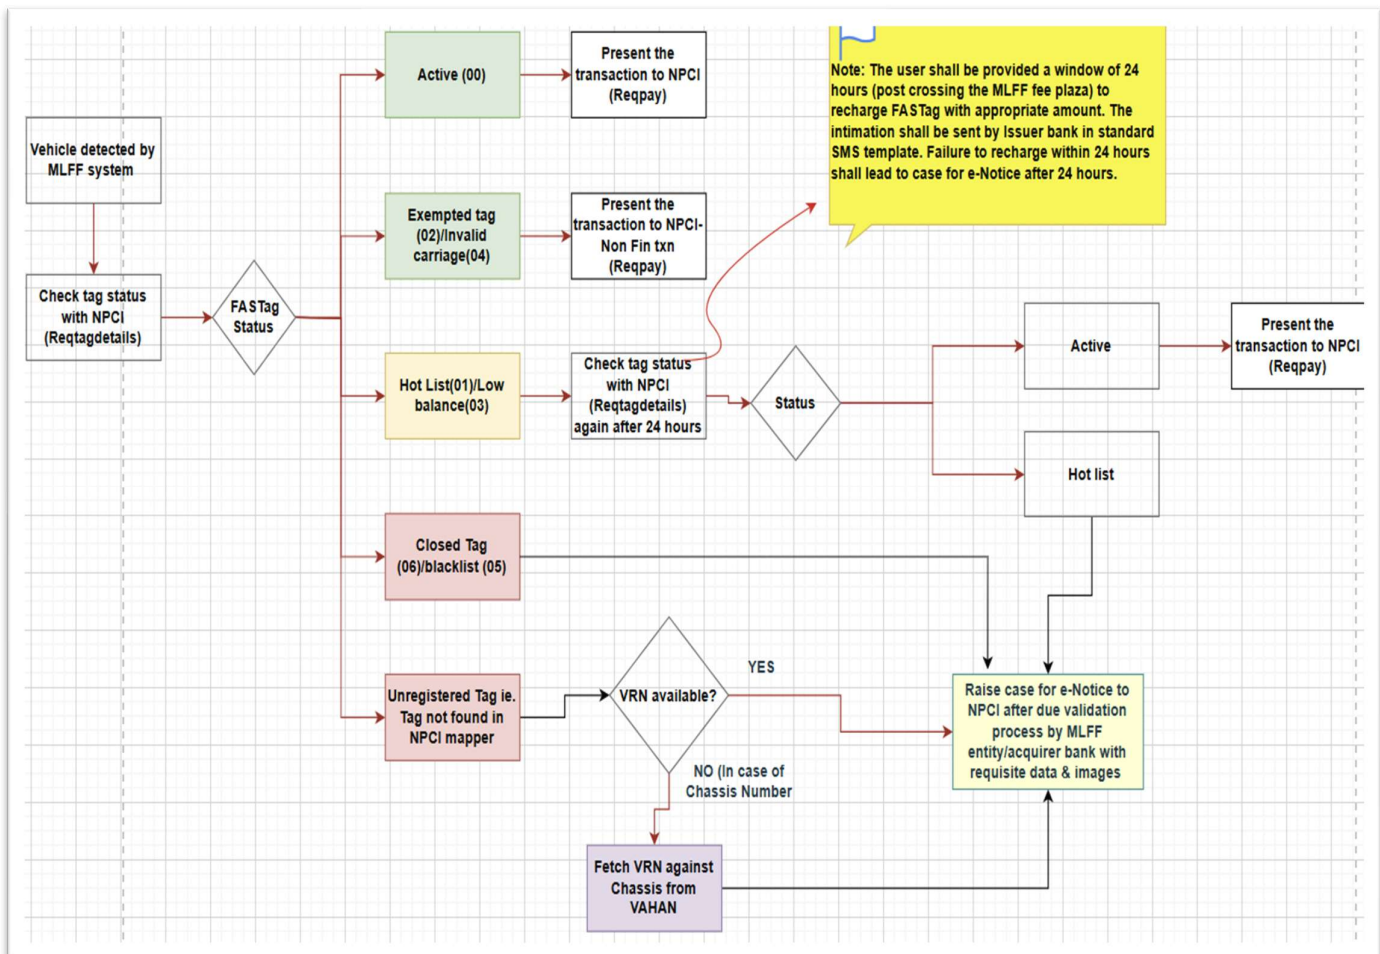 Active (00)
Present the
transaction to NPCI
(Reqpay)
Note: The user shall be provided a window of 24
hours (post crossing the MLFF fee plaza) to
recharge FASTag with appropriate amount. The
intimation shall be sent by Issuer bank in standard
SMS template. Failure to recharge within 24 hours
shall lead to case for e-Notice after 24 hours.
Vehicle detected by
MLFF system
Exempted tag
(02)/Invalid
carriage(04)
Present the
transaction to NPCI-
Non Fin txn
(Reqpay)
Check tag status
with NPCI
(Reqtagdetails)
FASTag
Status
Hot List(01)/Low
balance(03)
Check tag status
with NPCI
(Reqtagdetails)
again after 24 hours
Status
Active
Present the
transaction to NPCI
(Reqpay)
Hot list
Closed Tag
(06)/blacklist (05)
Unregistered Tag ie.
Tag not found in
NPCI mapper
VRN available?
YES
NO (In case of
Chassis Number
Raise case for e-Notice to
NPCI after due validation
process by MLFF
entity/acquirer bank with
requisite data & images
Fetch VRN against
Chassis from
VAHAN